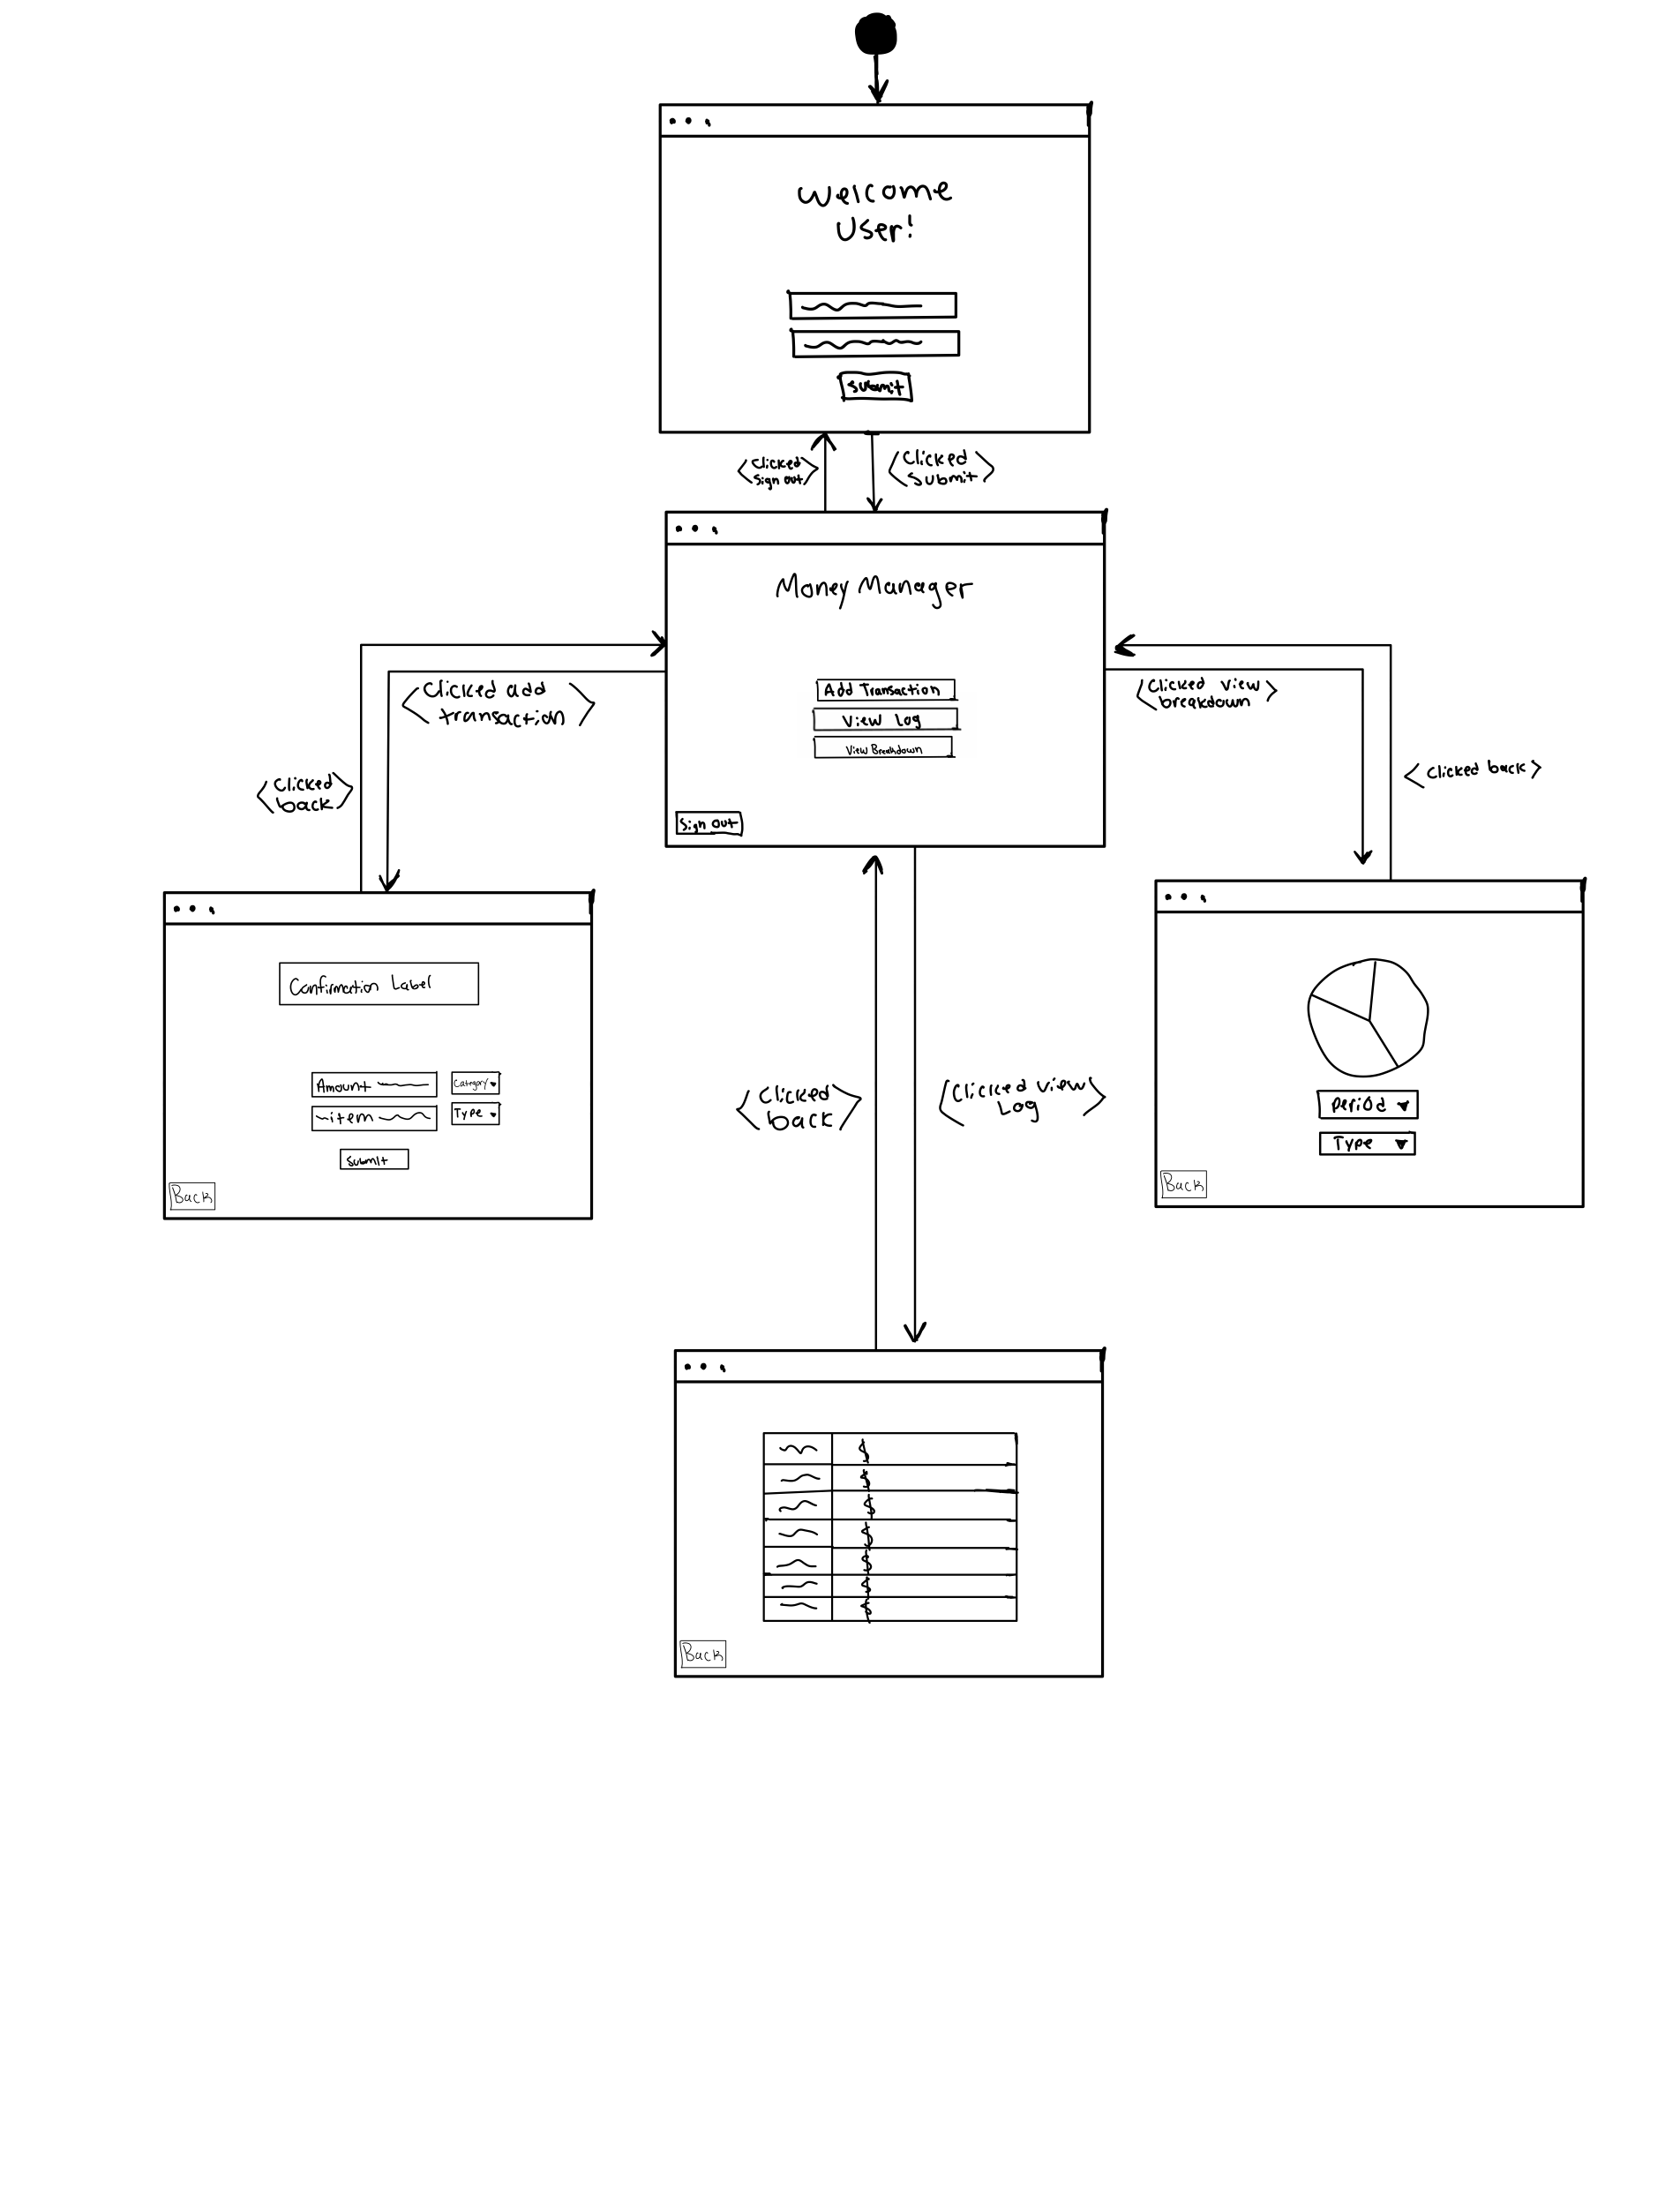 Welcome
User!
Submit
<Clicked
Sign out>
<Clicked
Submit>
Money Manager
Add Transaction
View Log
View Breakdown
Sign out
<Clicked add
transaction>
<Clicked view
breakdown>
<Clicked
back>
<Clicked back>
Confirmation Label
Amount
Category
item
Type
Submit
Back
Period
Type
Back
<Clicked
back>
<Clicked view
Log>
$
$
$
$
$
$
$
Back